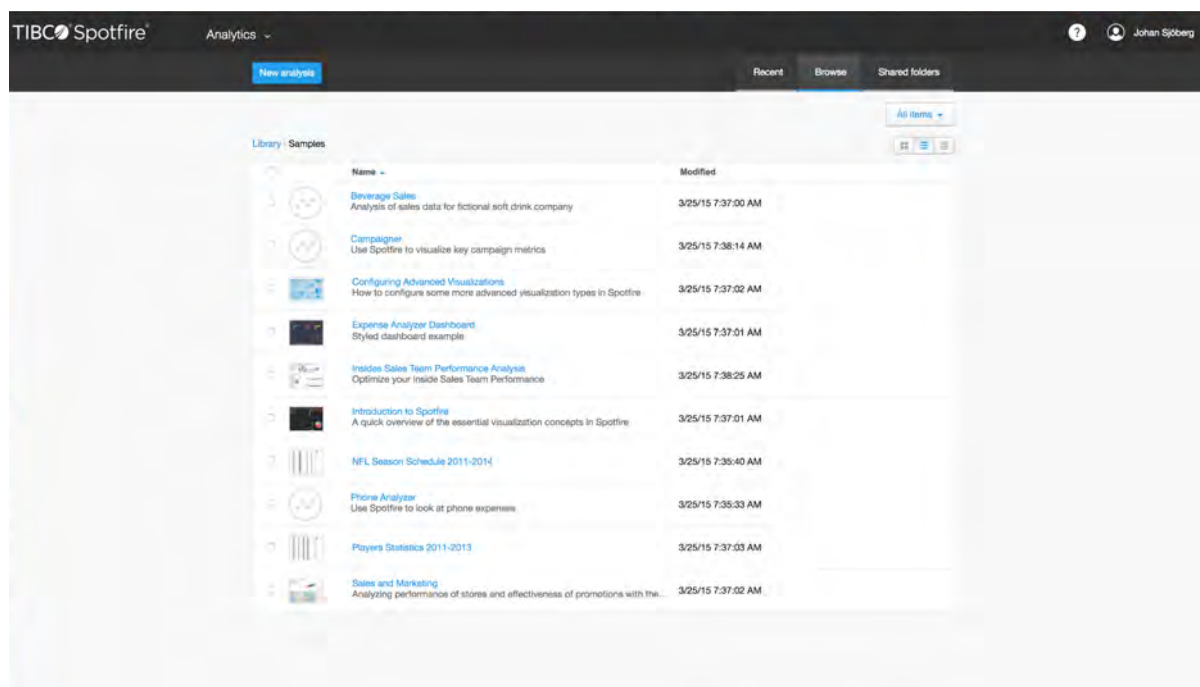 TIBCO Spotfire®
Analytics
Johan Sjöberg
New analysis
Recent
Browse
Shared folders
All items
Library › Samples
Name
Modified
Beverage Sales
Analysis of sales data for fictional soft drink company
3/25/15 7:37:00 AM
Campaigner
Use Spotfire to visualize key campaign metrics
3/25/15 7:38:14 AM
Configuring Advanced Visualizations
How to configure some more advanced visualization types in Spotfire
3/25/15 7:37:02 AM
Expense Analyzer Dashboard
Styled dashboard example
3/25/15 7:37:01 AM
Insides Sales Team Performance Analysis
Optimize your Inside Sales Team Performance
3/25/15 7:38:25 AM
Introduction to Spotfire
A quick overview of the essential visualization concepts in Spotfire
3/25/15 7:37:01 AM
NFL Season Schedule 2011-2014
3/25/15 7:35:40 AM
Phone Analyzer
Use Spotfire to look at phone expenses
3/25/15 7:35:33 AM
Players Statistics 2011-2013
3/25/15 7:37:03 AM
Sales and Marketing
Analyzing performance of stores and effectiveness of promotions with the...
3/25/15 7:37:02 AM